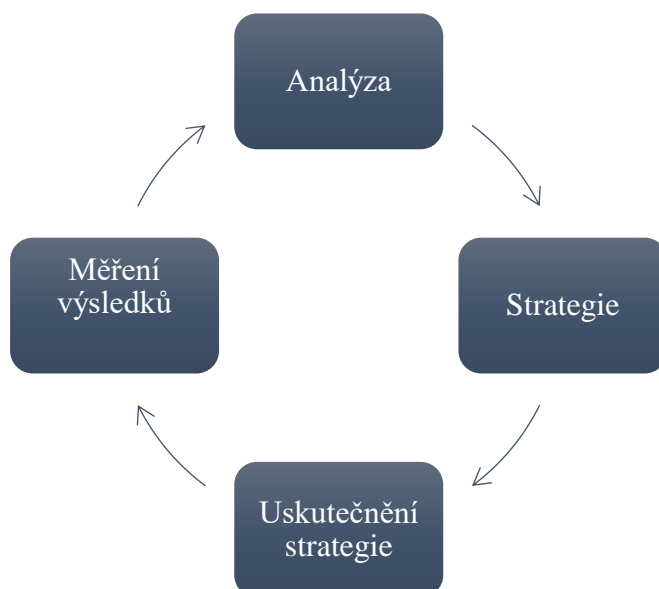 Analýza
Strategie
Uskutečnění
strategie
Měření
výsledků